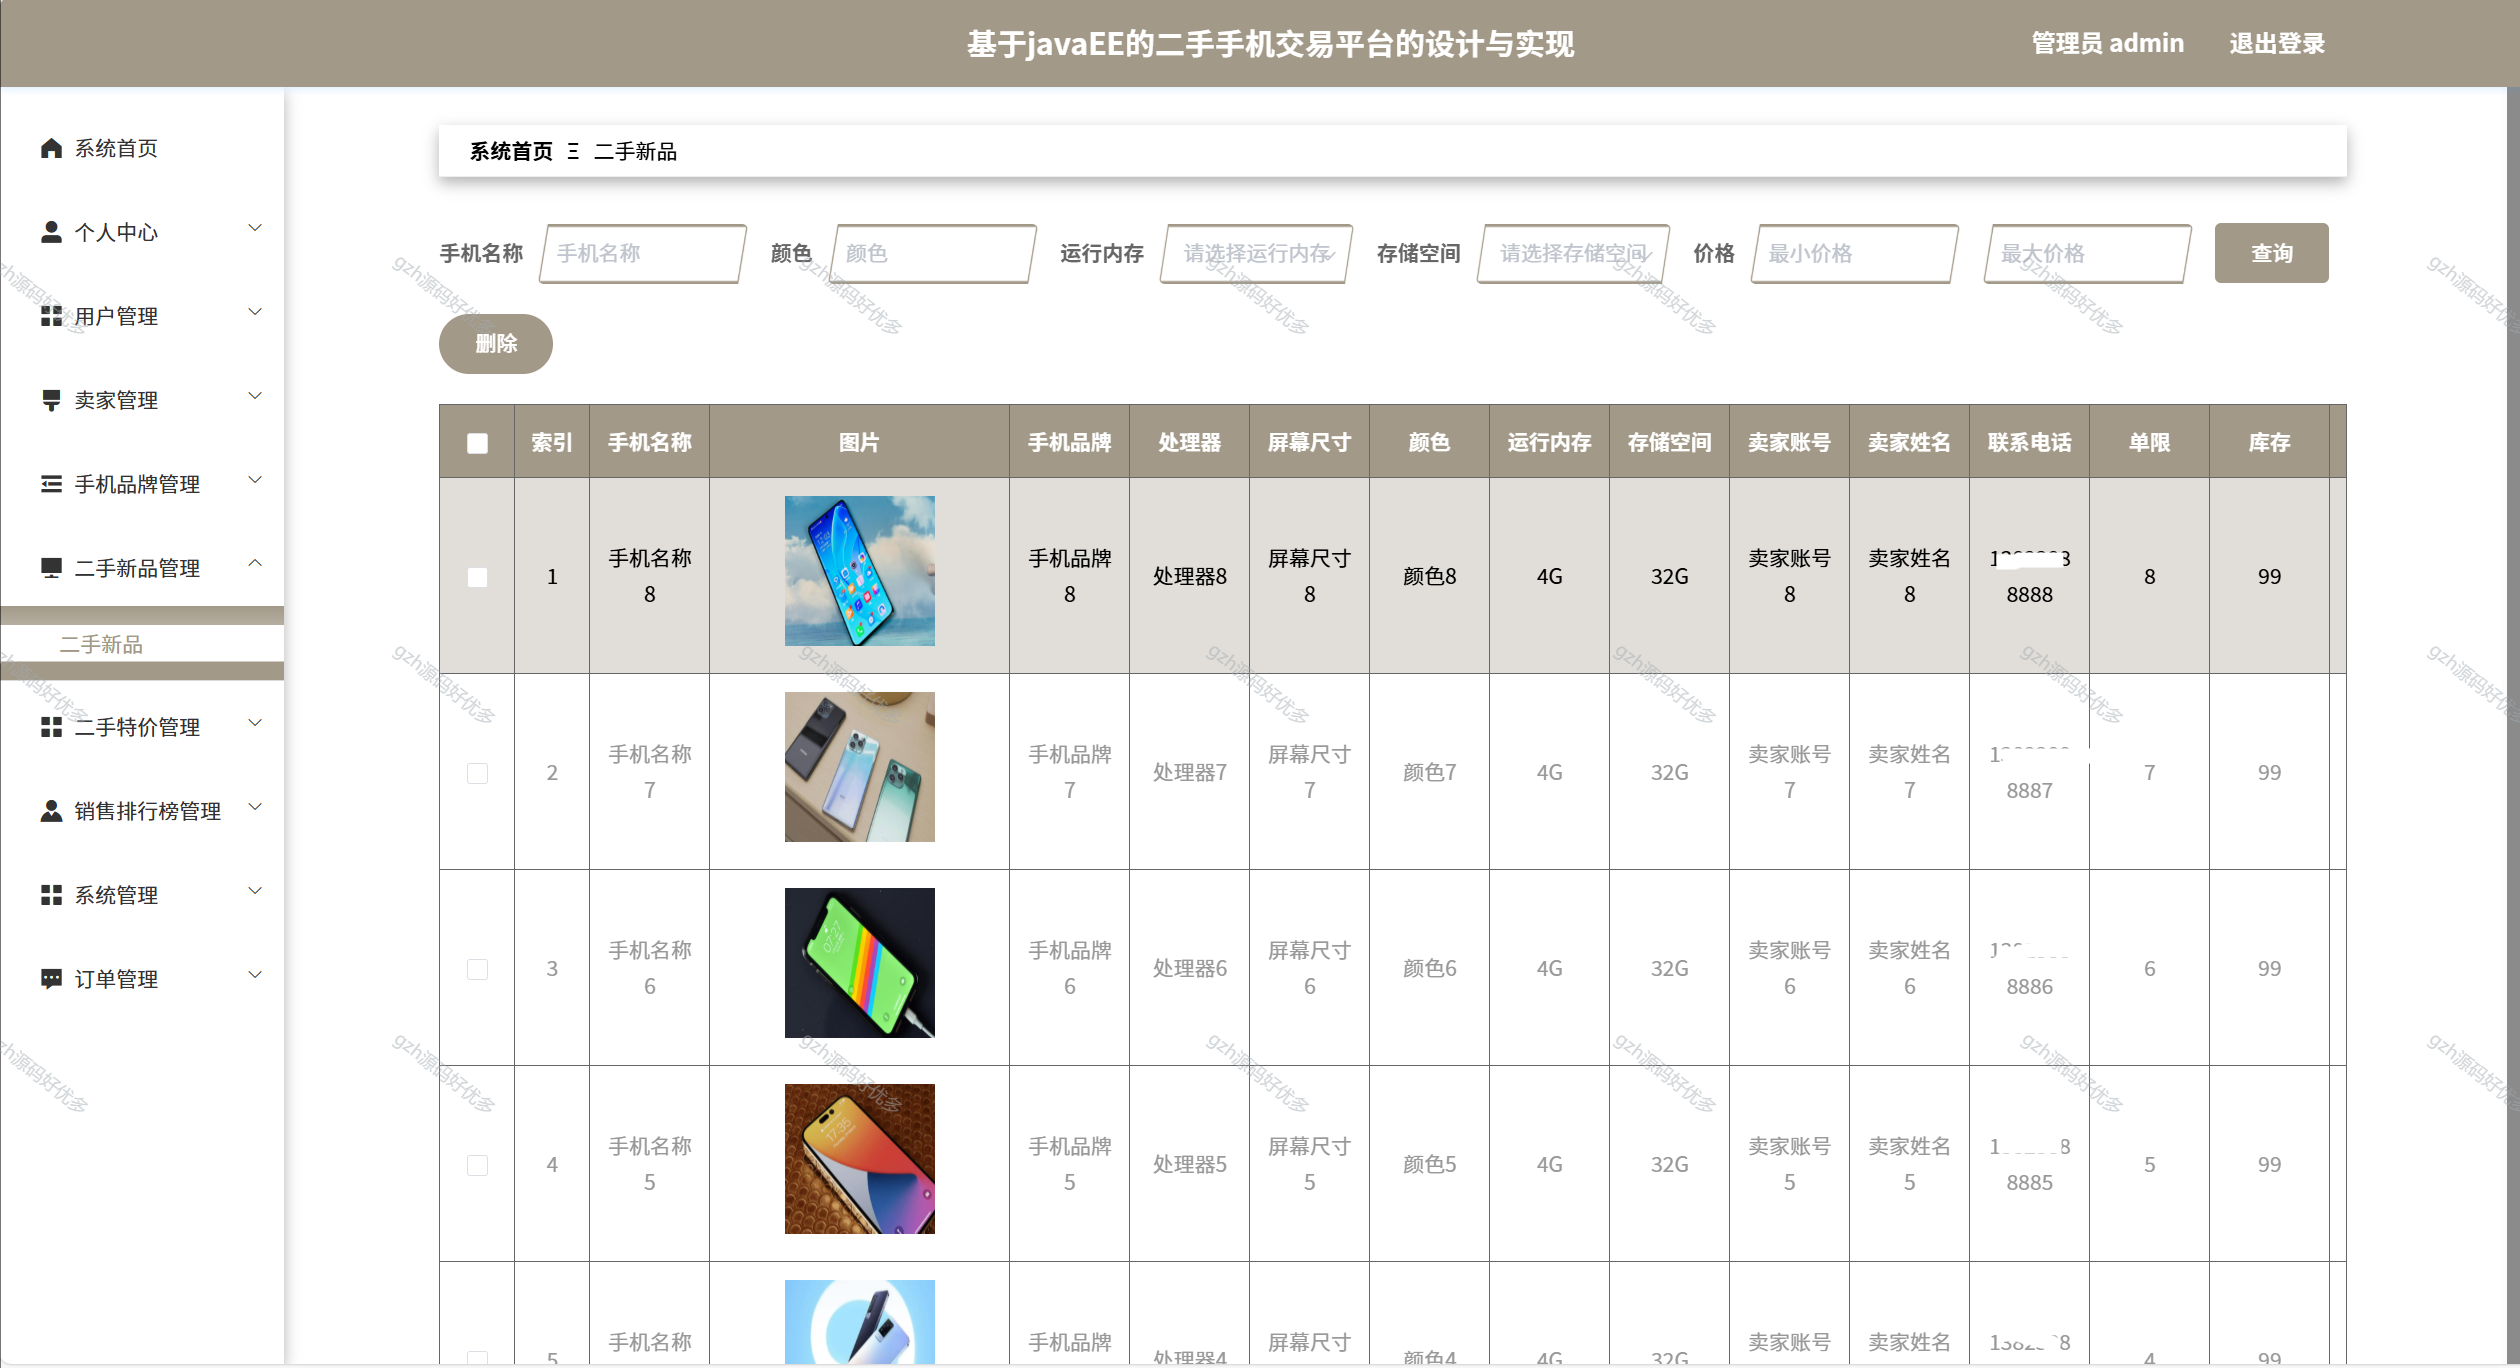 基于javaEE的二手手机交易平台的设计与实现
管理员 admin
退出登录
系统首页
个人中心
用户管理
卖家管理
手机品牌管理
二手新品管理
二手新品
二手特价管理
销售排行榜管理
系统管理
订单管理
系统首页 Ξ 二手新品
手机名称 手机名称 颜色 颜色 运行内存 请选择运行内存 存储空间 请选择存储空间 价格 最小价格 最大价格 查询
删除
索引 手机名称 图片 手机品牌 处理器 屏幕尺寸 颜色 运行内存 存储空间 卖家账号 卖家姓名 联系电话 单限 库存
1 手机名称8 手机品牌8 处理器8 屏幕尺寸8 颜色8 4G 32G 卖家账号8 卖家姓名8 8888 8 99
2 手机名称7 手机品牌7 处理器7 屏幕尺寸7 颜色7 4G 32G 卖家账号7 卖家姓名7 8887 7 99
3 手机名称6 手机品牌6 处理器6 屏幕尺寸6 颜色6 4G 32G 卖家账号6 卖家姓名6 8886 6 99
4 手机名称5 手机品牌5 处理器5 屏幕尺寸5 颜色5 4G 32G 卖家账号5 卖家姓名5 8885 5 99
5 手机名称 手机品牌 处理器4 屏幕尺寸 颜色4 4G 32G 卖家账号 卖家姓名 4 99
gzh源码好优多